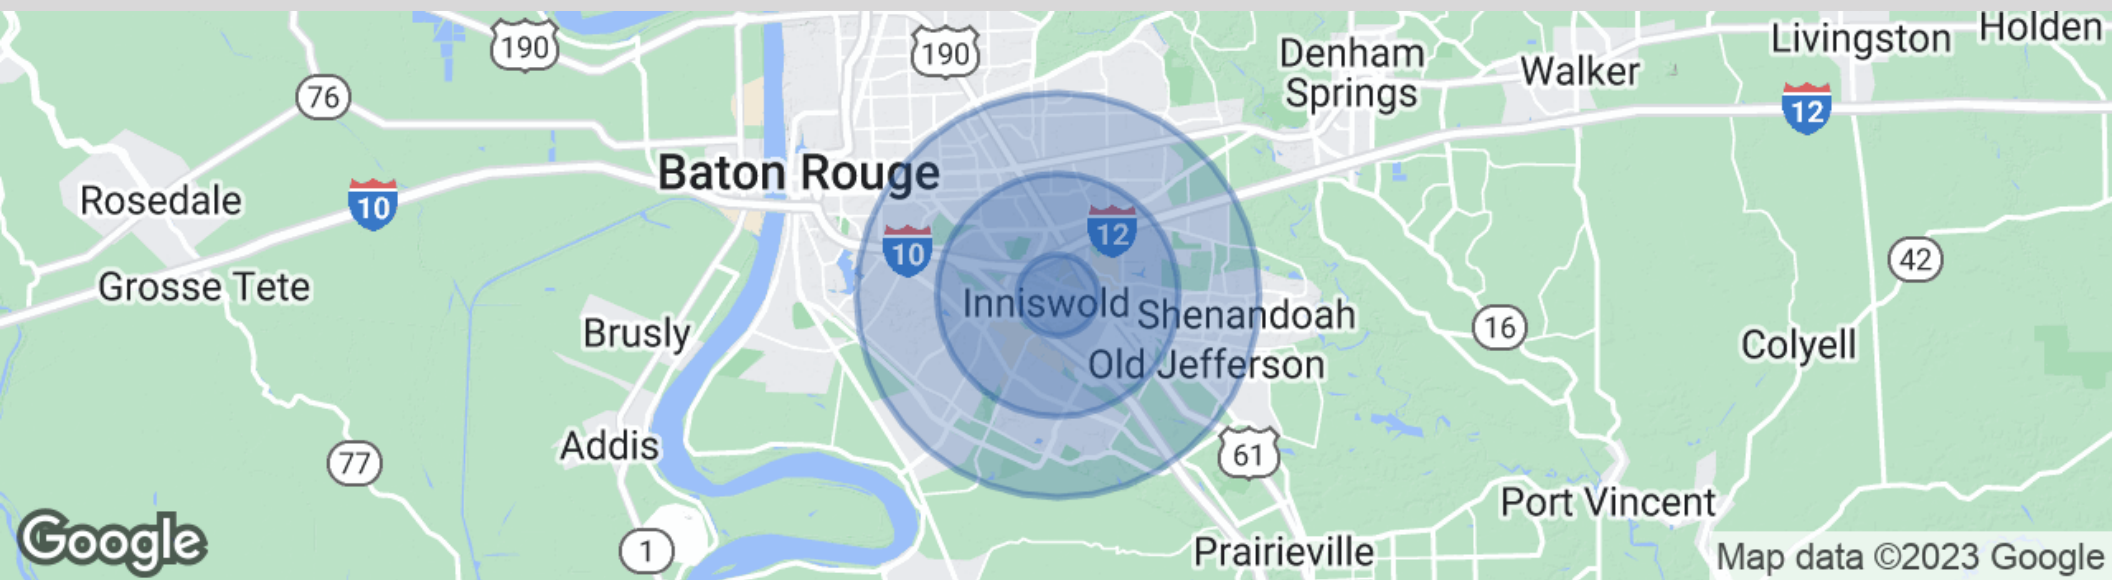 190
190
76
Denham
Springs
Walker
Livingston
Holden
12
Baton Rouge
Rosedale
10
10
12
42
Grosse Tete
Inniswold
Shenandoah
16
Brusly
Old Jefferson
Colyell
Addis
77
61
Port Vincent
1
Prairieville
Google
Map data ©2023 Google